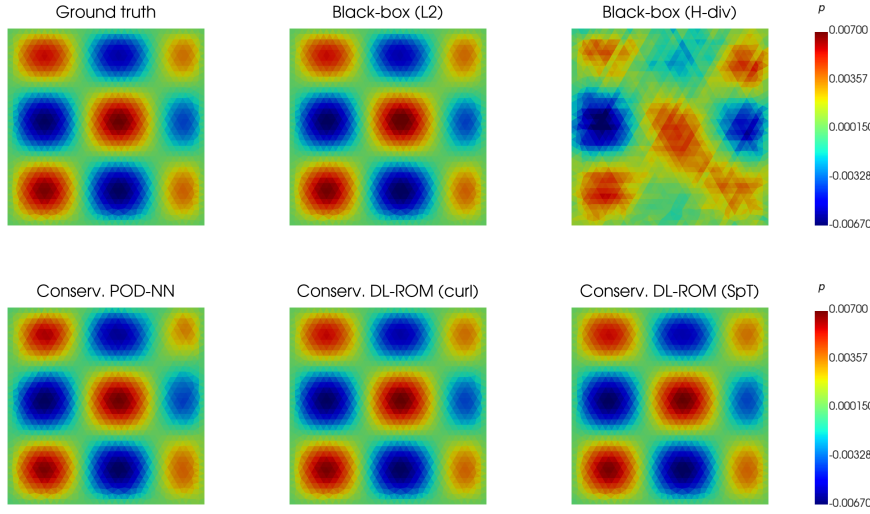 Ground truth
Black-box (L2)
Black-box (H-div)
p
0.00700
0.00357
0.000150
-0.00328
-0.00670
Conserv. POD-NN
Conserv. DL-ROM (curl)
Conserv. DL-ROM (SpT)
p
0.00700
0.00357
0.000150
-0.00328
-0.00670